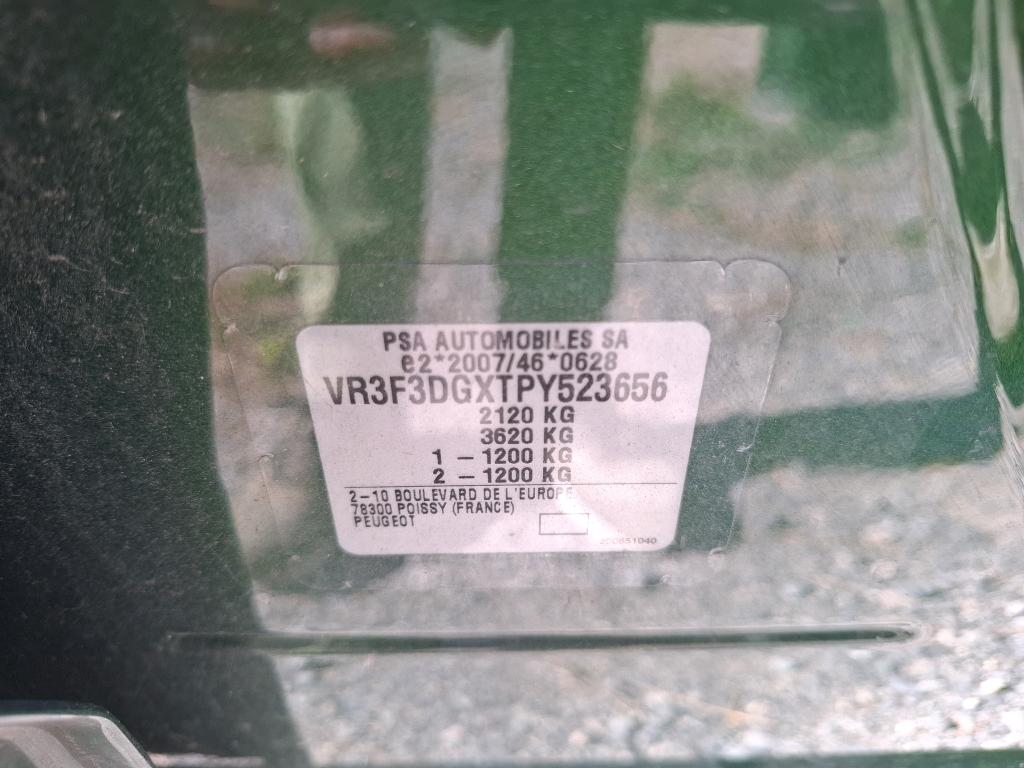 PSA AUTOMOBILES SA
e2*2007/46*0628
VR3F3DGXTPY523656
2120 KG
3620 KG
1 – 1200 KG
2 – 1200 KG
2–10 BOULEVARD DE L'EUROPE
78300 POISSY (FRANCE)
PEUGEOT